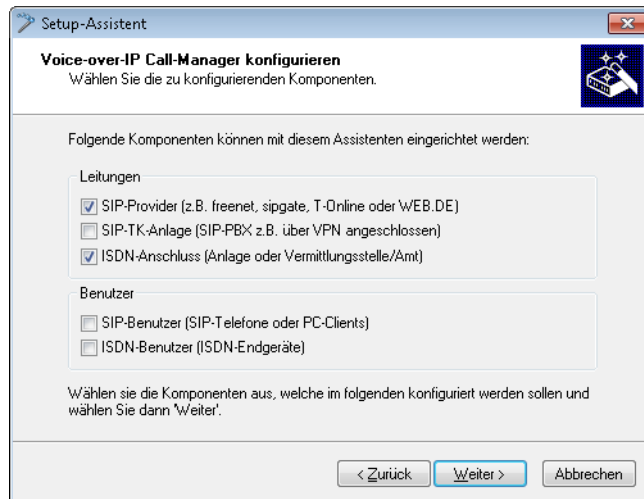 Setup-Assistent
Voice-over-IP Call-Manager konfigurieren
Wählen Sie die zu konfigurierenden Komponenten.
Folgende Komponenten können mit diesem Assistenten eingerichtet werden:
Leitungen
SIP-Provider (z.B. freenet, sipgate, T-Online oder WEB.DE)
SIP-TK-Anlage (SIP-PBX z.B. über VPN angeschlossen)
ISDN-Anschluss (Anlage oder Vermittlungsstelle/Amt)
Benutzer
SIP-Benutzer (SIP-Telefone oder PC-Clients)
ISDN-Benutzer (ISDN-Endgeräte)
Wählen sie die Komponenten aus, welche im folgenden konfiguriert werden sollen und
wählen Sie dann 'Weiter'.
< Zurück Weiter > Abbrechen